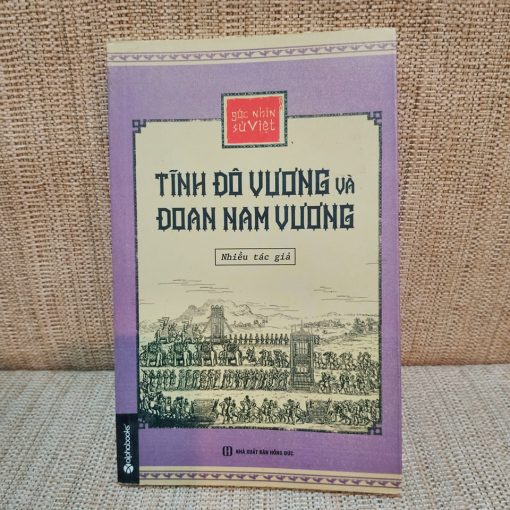 góc nhìn
sử việt
TĨNH ĐÔ VƯƠNG VÀ
ĐOAN NAM VƯƠNG
Nhiều tác giả
alphabooks
NHÀ XUẤT BẢN HỒNG ĐỨC